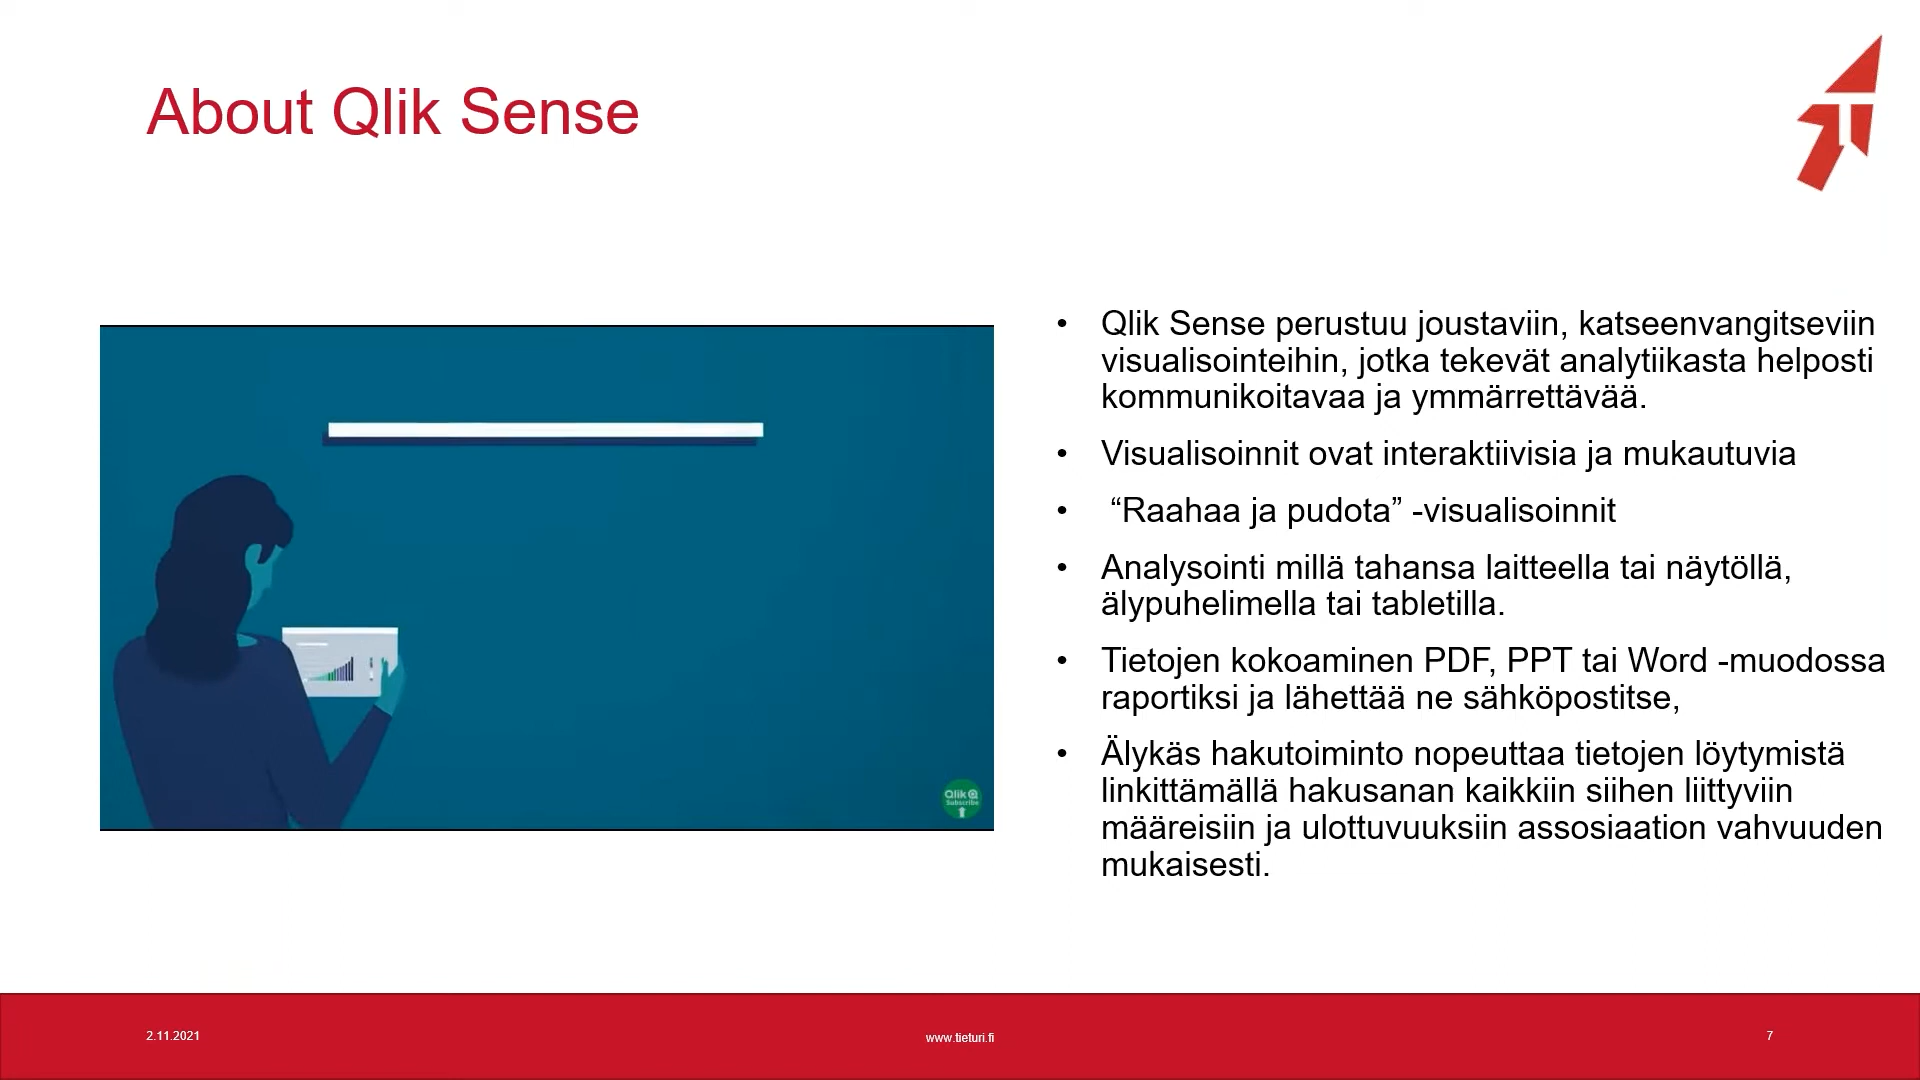 About Qlik Sense
• Qlik Sense perustuu joustaviin, katseenvangitseviin
visualisointeihin, jotka tekevät analytiikasta helposti
kommunikoitavaa ja ymmärrettävää.
• Visualisoinnit ovat interaktiivisia ja mukautuvia
• “Raahaa ja pudota” -visualisoinnit
• Analysointi millä tahansa laitteella tai näytöllä,
älypuhelimella tai tabletilla.
• Tietojen kokoaminen PDF, PPT tai Word -muodossa
raportiksi ja lähettää ne sähköpostitse,
• Älykäs hakutoiminto nopeuttaa tietojen löytymistä
linkittämällä hakusanan kaikkiin siihen liittyviin
määreisiin ja ulottuvuuksiin assosiaation vahvuuden
mukaisesti.
Qlik
Subscribe
2.11.2021
www.tieturi.fi
7